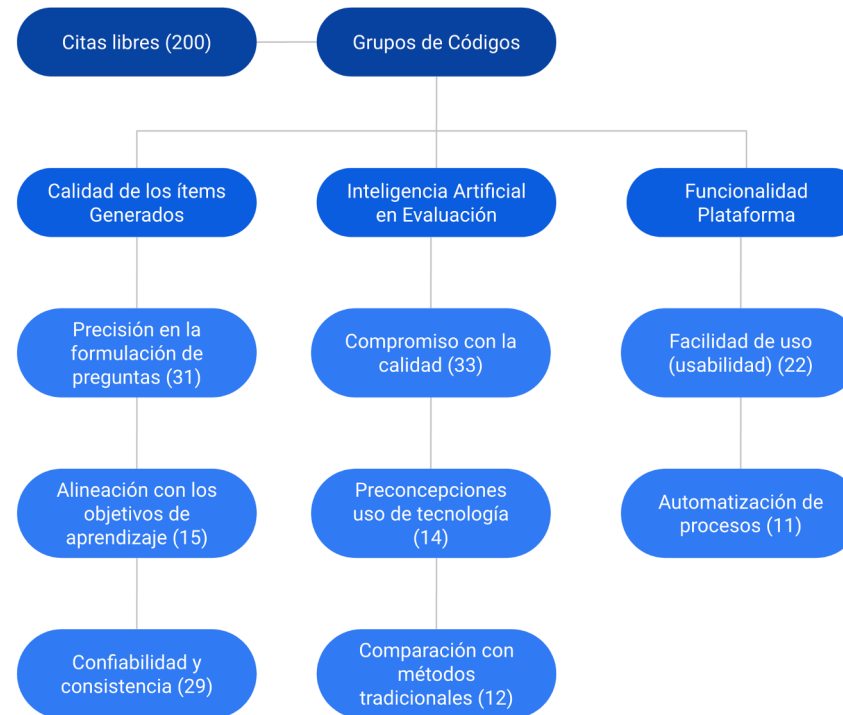 Citas libres (200)
Grupos de Códigos
Calidad de los ítems
Generados
Inteligencia Artificial
en Evaluación
Funcionalidad
Plataforma
Precisión en la
formulación de
preguntas (31)
Compromiso con la
calidad (33)
Facilidad de uso
(usabilidad) (22)
Alineación con los
objetivos de
aprendizaje (15)
Preconcepciones
uso de tecnología
(14)
Automatización de
procesos (11)
Confiabilidad y
consistencia (29)
Comparación con
métodos
tradicionales (12)